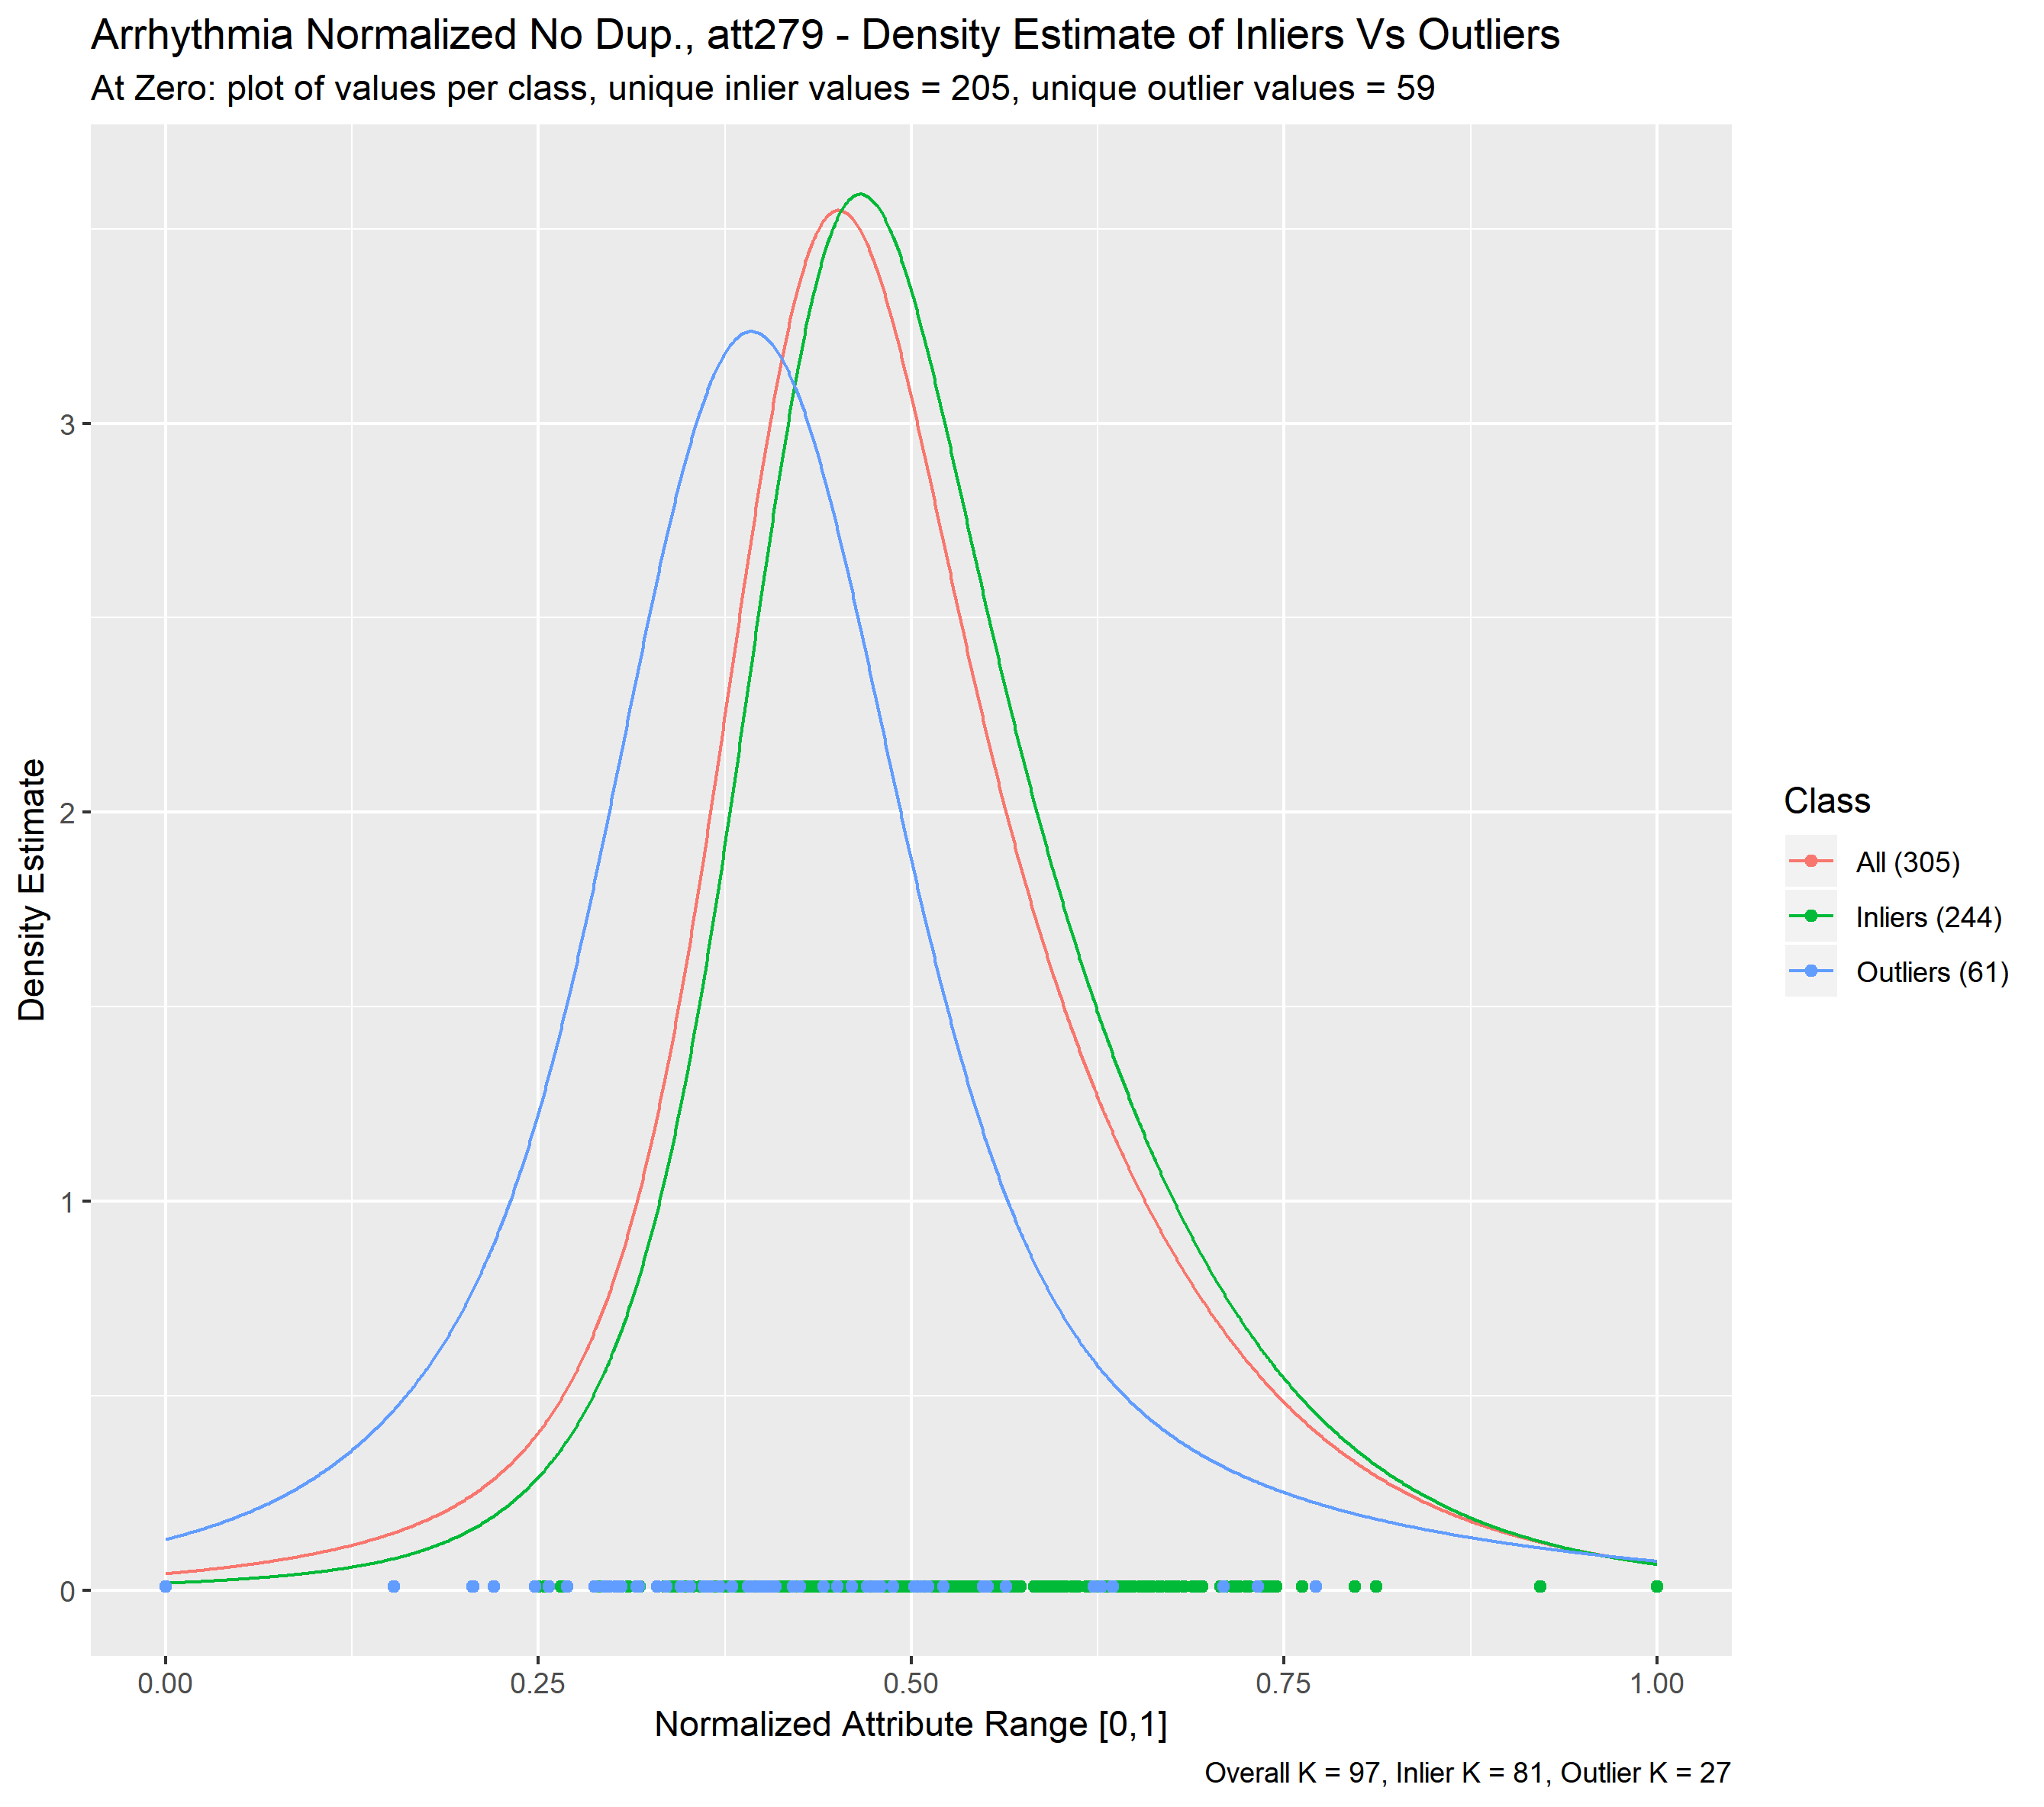 Arrhythmia Normalized No Dup., att279 - Density Estimate of Inliers Vs Outliers
At Zero: plot of values per class, unique inlier values = 205, unique outlier values = 59
Density Estimate
3
2
1
0
0.00 0.25 0.50 0.75 1.00
Normalized Attribute Range [0,1]
Class
All (305)
Inliers (244)
Outliers (61)
Overall K = 97, Inlier K = 81, Outlier K = 27